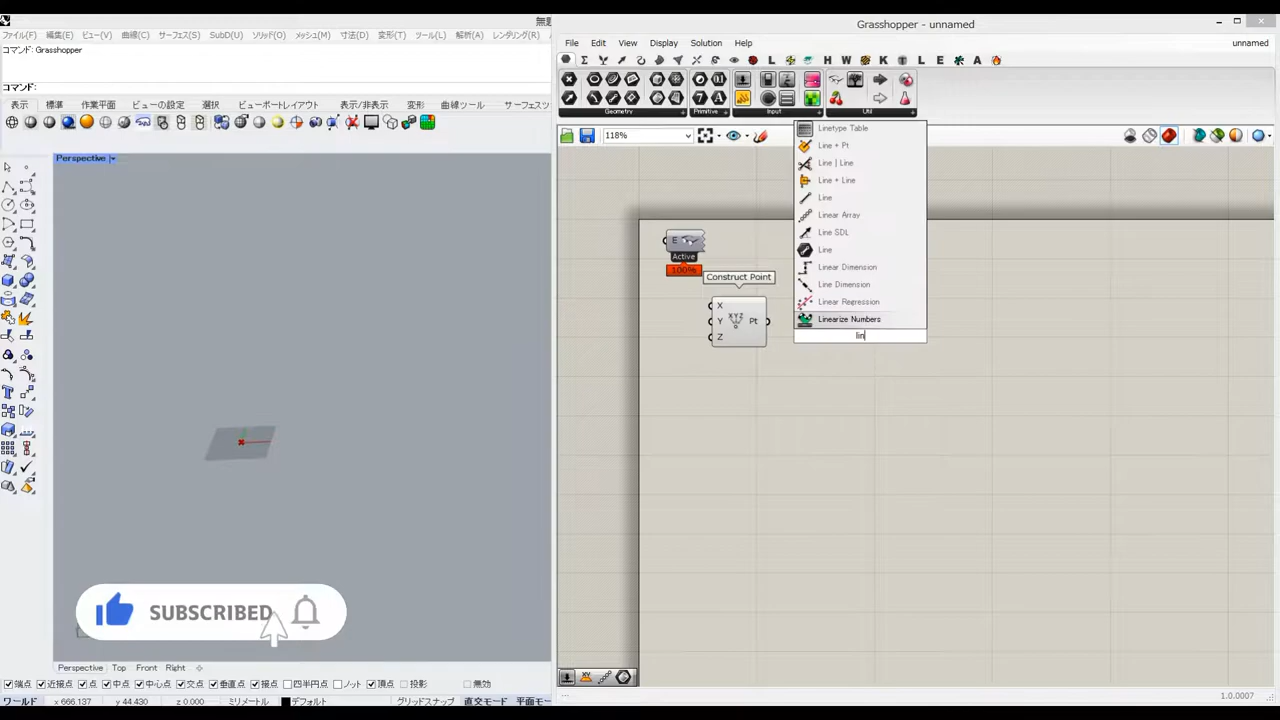 無題
Grasshopper - unnamed
ファイル(F) 編集(E) ビュー(V) 曲線(C) サーフェス(S) SubD(U) ソリッド(O) メッシュ(M) 寸法(D) 変形(T) ツール(L) 解析(A) レンダリング(R)
File Edit View Display Solution Help unnamed
コマンド: Grasshopper
コマンド:
表示 標準 作業平面 ビューの設定 選択 ビューポートレイアウト 表示/非表示 変形 曲線ツール サーフェス
L H W K T L E A
Geometry Primitive Input Util
118%
Perspective
Linetype Table
Line + Pt
Line | Line
Line + Line
Line
Linear Array
Line SDL
Line
Linear Dimension
Line Dimension
Linear Regression
Linearize Numbers
lin
E
Active
100%
Construct Point
X
Y
Z
XYZ
Pt
SUBSCRIBED
Perspective Top Front Right
端点 近接点 点 中点 中心点 交点 垂直点 接点 四半円点 ノット 頂点 投影 無効
ワールド x 666.137 y 44.430 z 0.000 ミリメートル デフォルト グリッドスナップ 直交モード 平面モー
1.0.0007